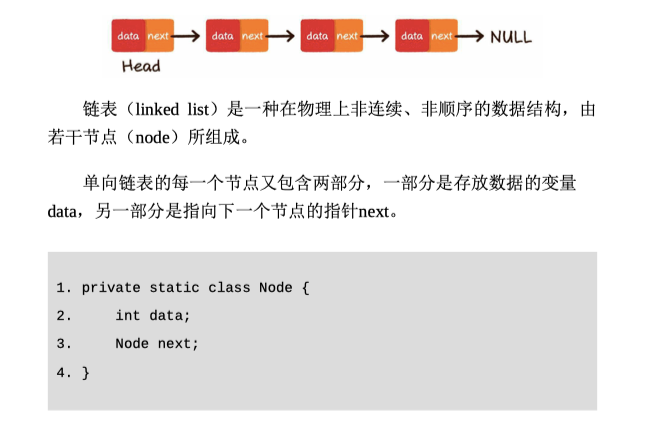 data next data next data next data next NULL
Head
链表（linked list）是一种在物理上非连续、非顺序的数据结构，由
若干节点（node）所组成。
单向链表的每一个节点又包含两部分，一部分是存放数据的变量
data，另一部分是指向下一个节点的指针next。
1. private static class Node {
2.     int data;
3.     Node next;
4. }